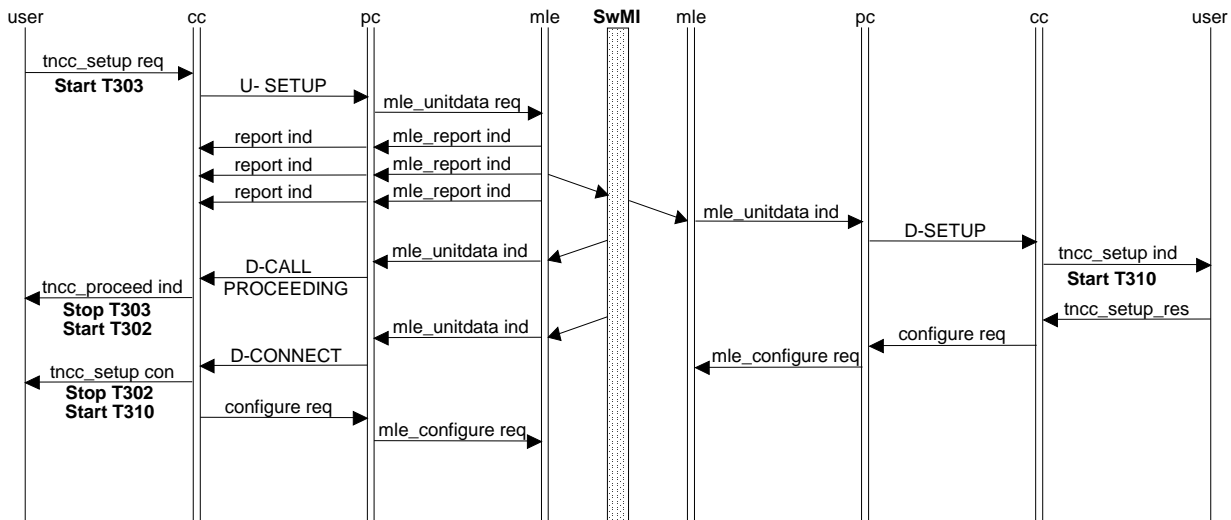 user cc pc mle SwMI mle pc cc user
tncc_setup req
Start T303
U- SETUP
mle_unitdata req
report ind
mle_report ind
report ind
mle_report ind
report ind
mle_report ind
mle_unitdata ind
D-SETUP
tncc_setup ind
Start T310
mle_unitdata ind
D-CALL
PROCEEDING
tncc_proceed ind
Stop T303
Start T302
tncc_setup_res
configure req
mle_configure req
mle_unitdata ind
D-CONNECT
tncc_setup con
Stop T302
Start T310
configure req
mle_configure req